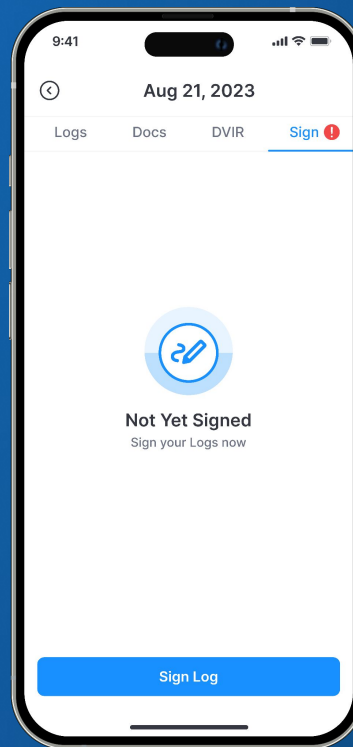 9:41
Aug 21, 2023
Logs Docs DVIR Sign !
Not Yet Signed
Sign your Logs now
Sign Log